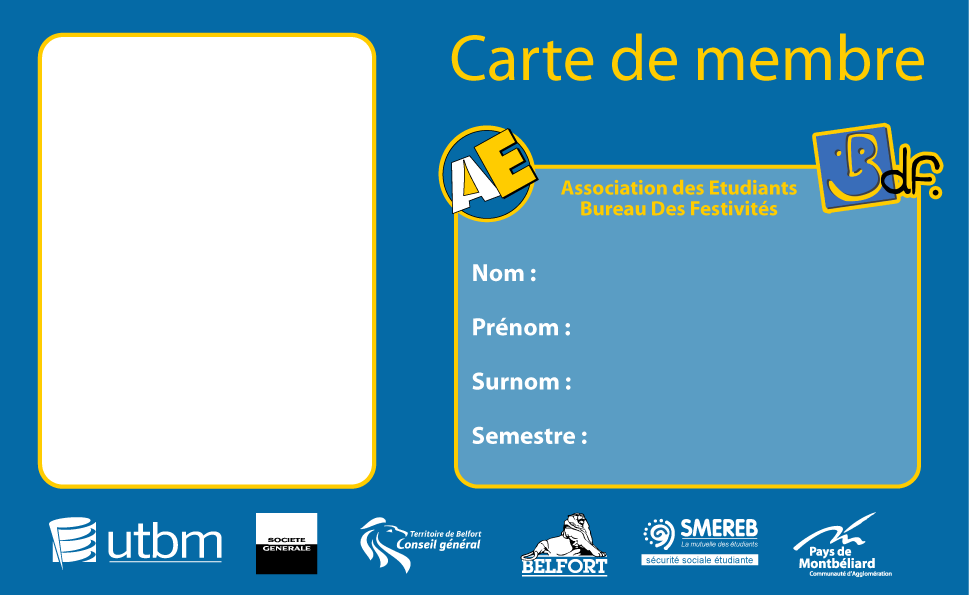 Carte de membre
AE
Bdf.
Association des Etudiants
Bureau Des Festivités
Nom :
Prénom :
Surnom :
Semestre :
utbm
SOCIETE
GENERALE
Territoire de Belfort
Conseil général
BELFORT
SMEREB
La mutuelle des étudiants
sécurité sociale étudiante
Pays de
Montbéliard
Communauté d'Agglomération